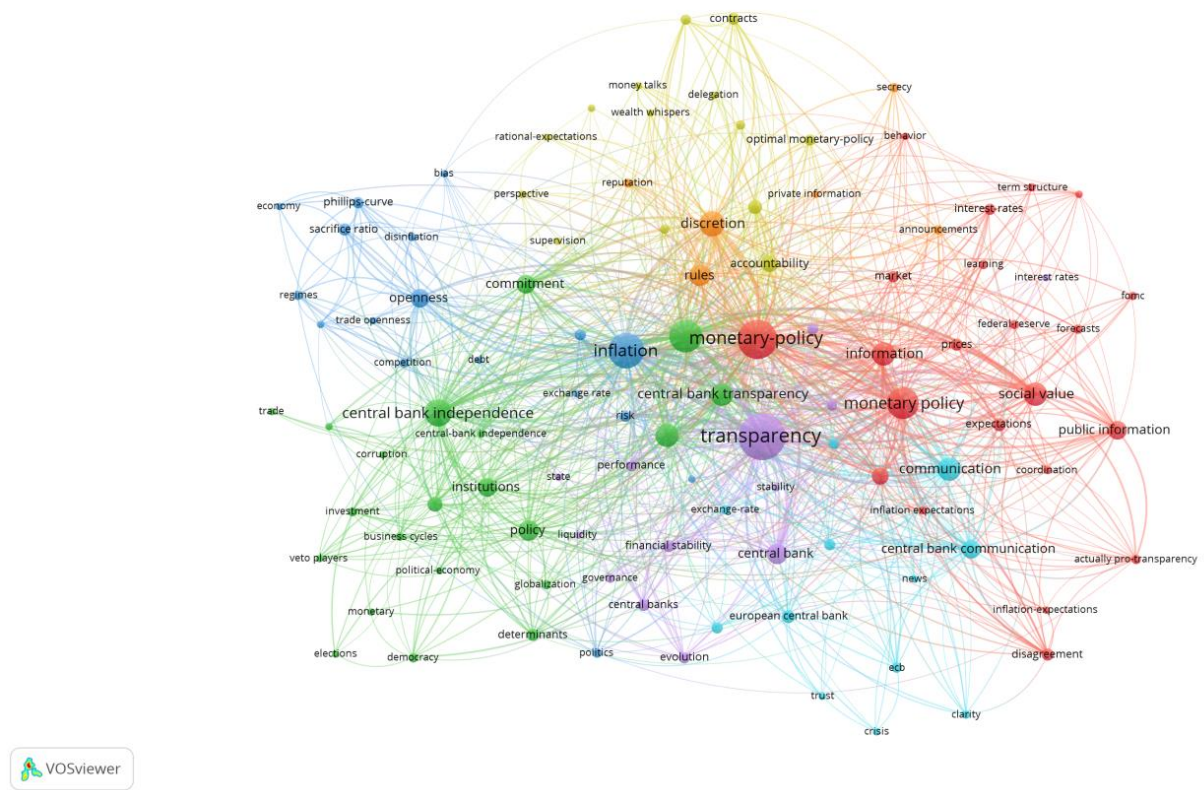 contracts
money talks
delegation
secrecy
wealth whispers
rational-expectations
optimal monetary-policy
behavior
bias
reputation
private information
term structure
economy
phillips-curve
perspective
interest-rates
sacrifice ratio
disinflation
discretion
announcements
supervision
accountability
learning
rules
market
interest rates
commitment
regimes
openness
fomc
trade openness
federal-reserve
forecasts
monetary-policy
prices
inflation
information
competition
debt
exchange rate
central bank transparency
social value
monetary policy
trade
central bank independence
risk
expectations
public information
central-bank independence
transparency
corruption
performance
communication
coordination
state
stability
institutions
investment
exchange-rate
inflation expectations
policy
business cycles
liquidity
financial stability
central bank
central bank communication
veto players
actually pro-transparency
political-economy
governance
news
globalization
monetary
central banks
inflation-expectations
european central bank
determinants
elections
democracy
politics
evolution
disagreement
ecb
trust
clarity
crisis
VOSviewer